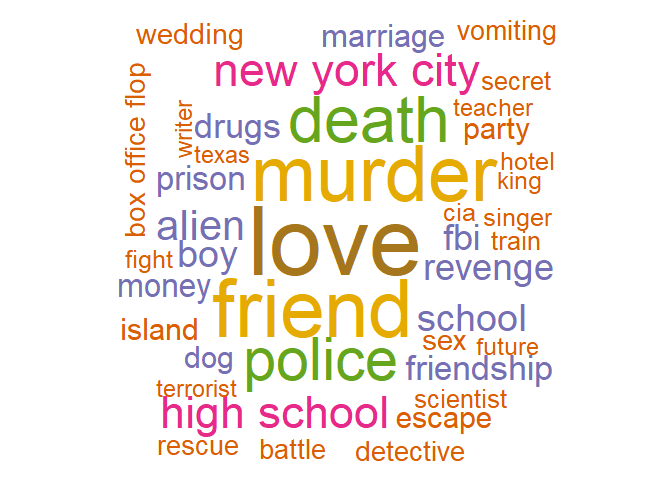 wedding
marriage
vomiting
new york city
secret
box office flop
writer
drugs
death
teacher
party
texas
prison
murder
hotel
king
alien
love
cia
singer
fight
boy
fbi
train
money
revenge
friend
island
school
dog
police
sex
future
friendship
terrorist
high school
scientist
escape
rescue
battle
detective